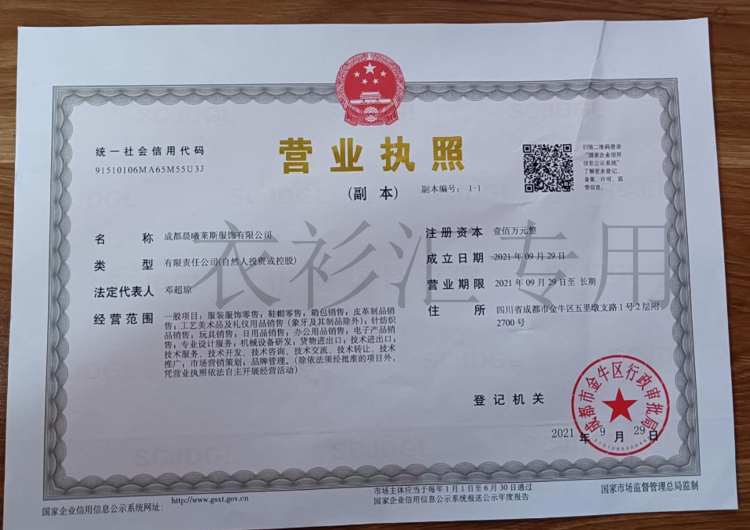 统一社会信用代码
91510106MA65M55U3J
营业执照
(副 本)
副本编号: 1-1
扫描二维码登录
"国家企业信用
信息公示系统"
了解更多登记、
备案、许可、监
管信息。
名称 成都晨曦莱斯服饰有限公司
类型 有限责任公司(自然人投资或控股)
法定代表人 邓超原
经营范围 一般项目:服装服饰零售;鞋帽零售;箱包销售;皮革制品销
售;工艺美术品及礼仪用品销售(象牙及其制品除外);针纺织
品销售;玩具销售;日用品销售;办公用品销售;电子产品销
售;专业设计服务;机械设备研发;货物进出口;技术进出口;
技术服务、技术开发、技术咨询、技术交流、技术转让、技术
推广;市场营销策划;品牌管理。(除依法须经批准的项目外,
凭营业执照依法自主开展经营活动)
注册资本 壹佰万元整
成立日期 2021年09月29日
营业期限 2021年09月29日至 长期
住所 四川省成都市金牛区五里墩支路1号2层附
2700号
衣衫汇专用
登记机关
成都市金牛区行政审批局
2021年9月29日
国家企业信用信息公示系统网址:
http://www.gsxt.gov.cn
市场主体应当于每年1月1日至6月30日通过
国家企业信用信息公示系统报送公示年度报告
国家市场监督管理总局监制